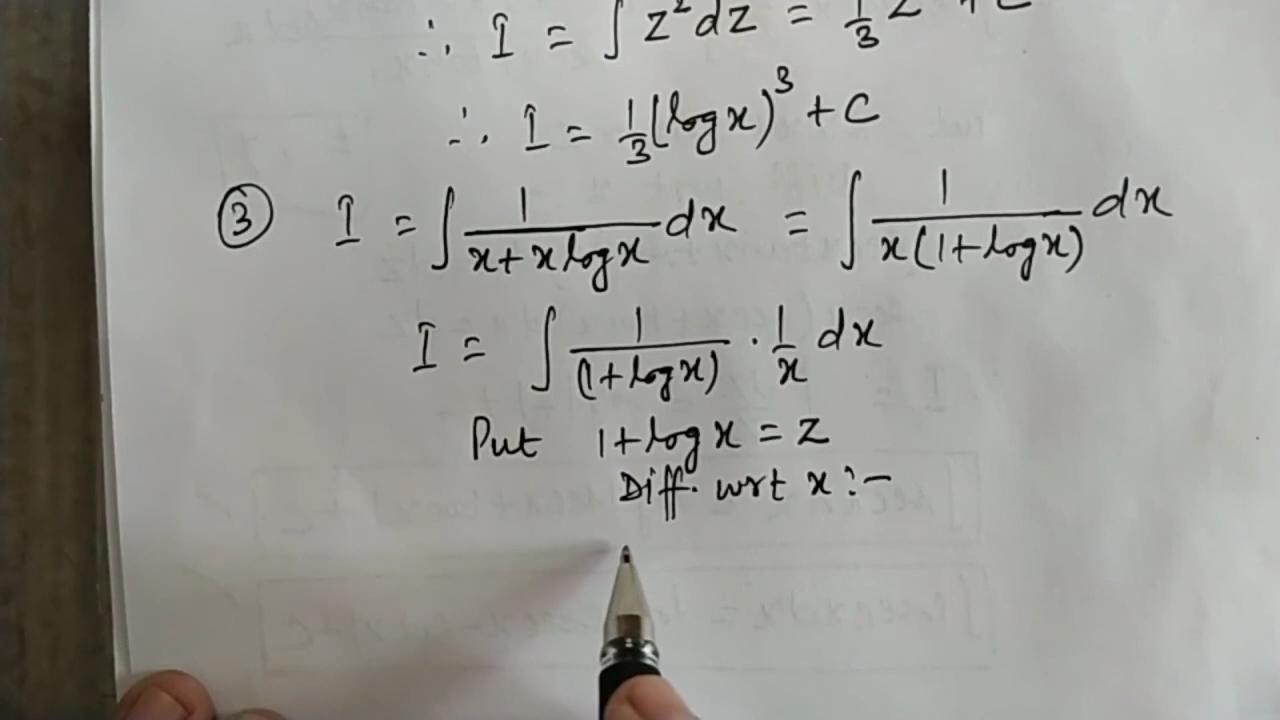 ∴ I = ∫ z² dz = 1/3 z + C
∴ I = 1/3 (log x)³ + C
③ I = ∫ 1/(x + x log x) dx = ∫ 1/(x(1+log x)) dx
I = ∫ 1/(1+log x) · 1/x dx
Put 1+log x = z
Diff. wrt x :-